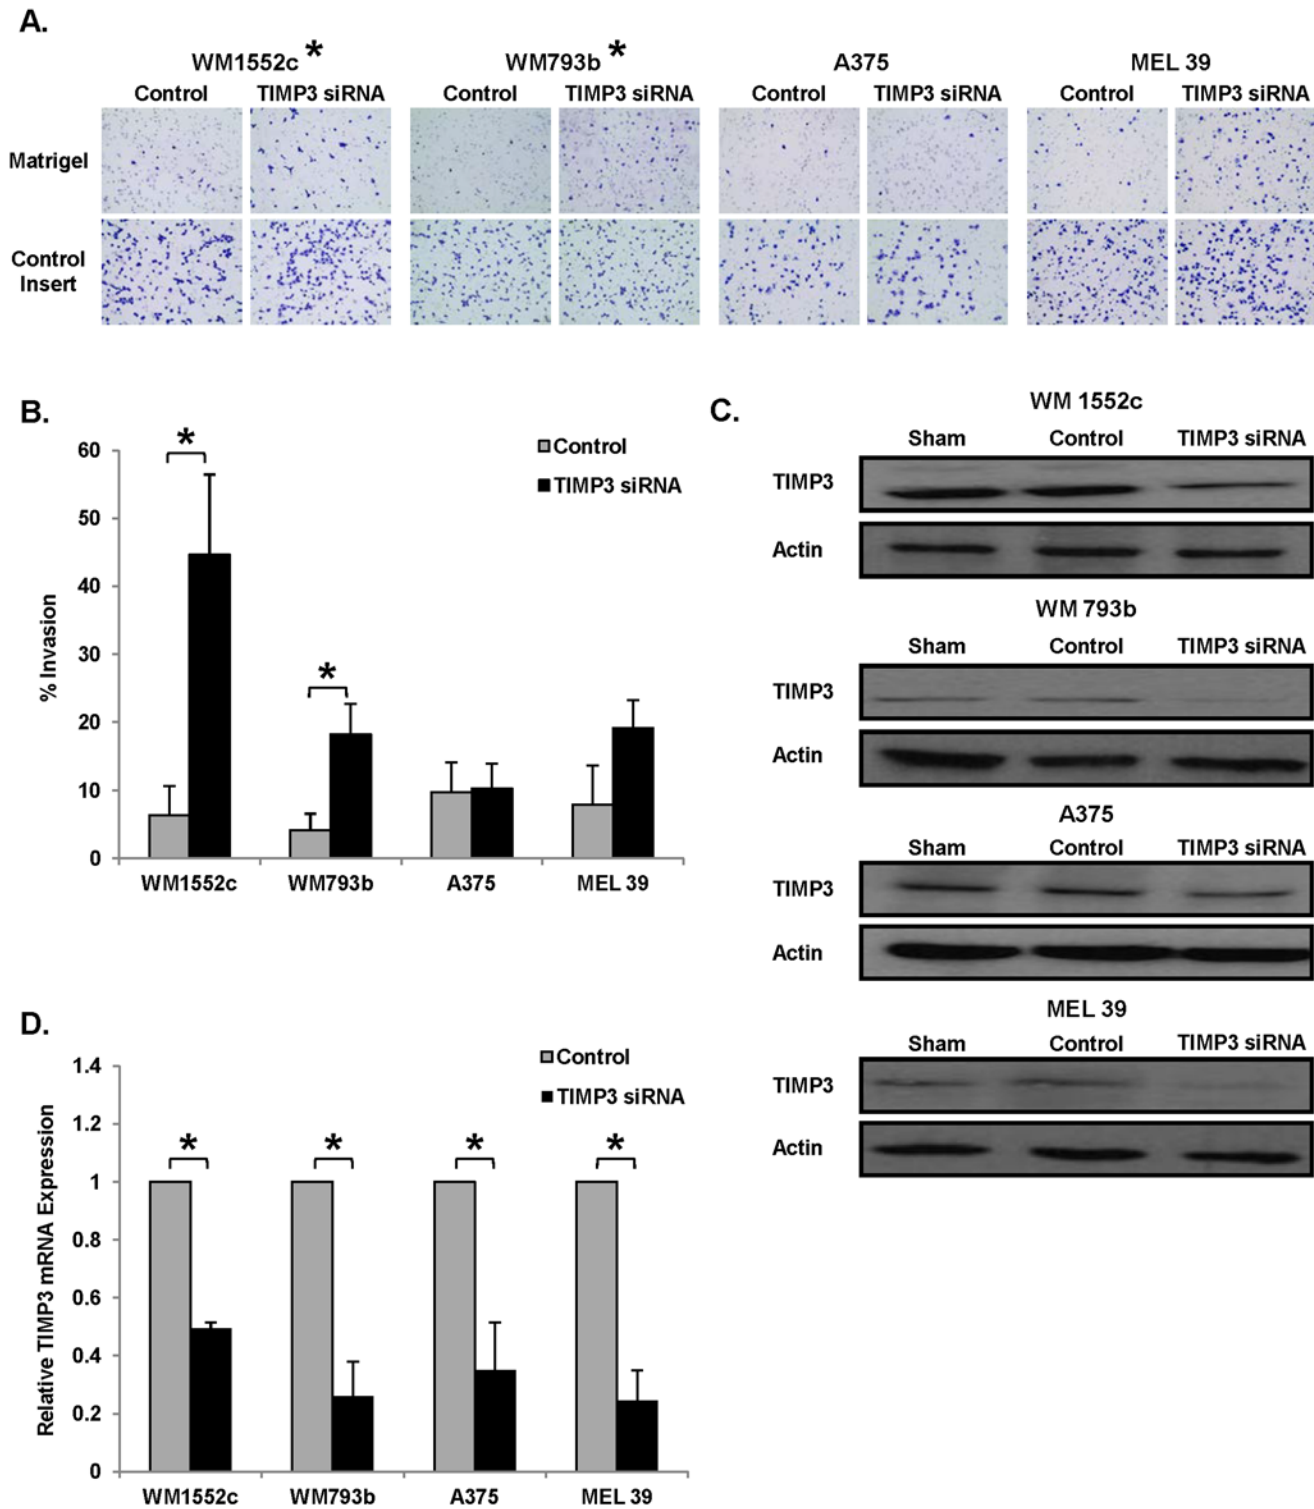 A.
WM1552c *
WM793b *
A375
MEL 39
Control
TIMP3 siRNA
Control
TIMP3 siRNA
Control
TIMP3 siRNA
Control
TIMP3 siRNA
Matrigel
Control
Insert
B.
% Invasion
60
50
40
30
20
10
0
*
*
Control
TIMP3 siRNA
WM1552c
WM793b
A375
MEL 39
C.
WM 1552c
Sham
Control
TIMP3 siRNA
TIMP3
Actin
WM 793b
Sham
Control
TIMP3 siRNA
TIMP3
Actin
A375
Sham
Control
TIMP3 siRNA
TIMP3
Actin
MEL 39
Sham
Control
TIMP3 siRNA
TIMP3
Actin
D.
Relative TIMP3 mRNA Expression
1.4
1.2
1
0.8
0.6
0.4
0.2
0
*
*
*
*
Control
TIMP3 siRNA
WM1552c
WM793b
A375
MEL 39